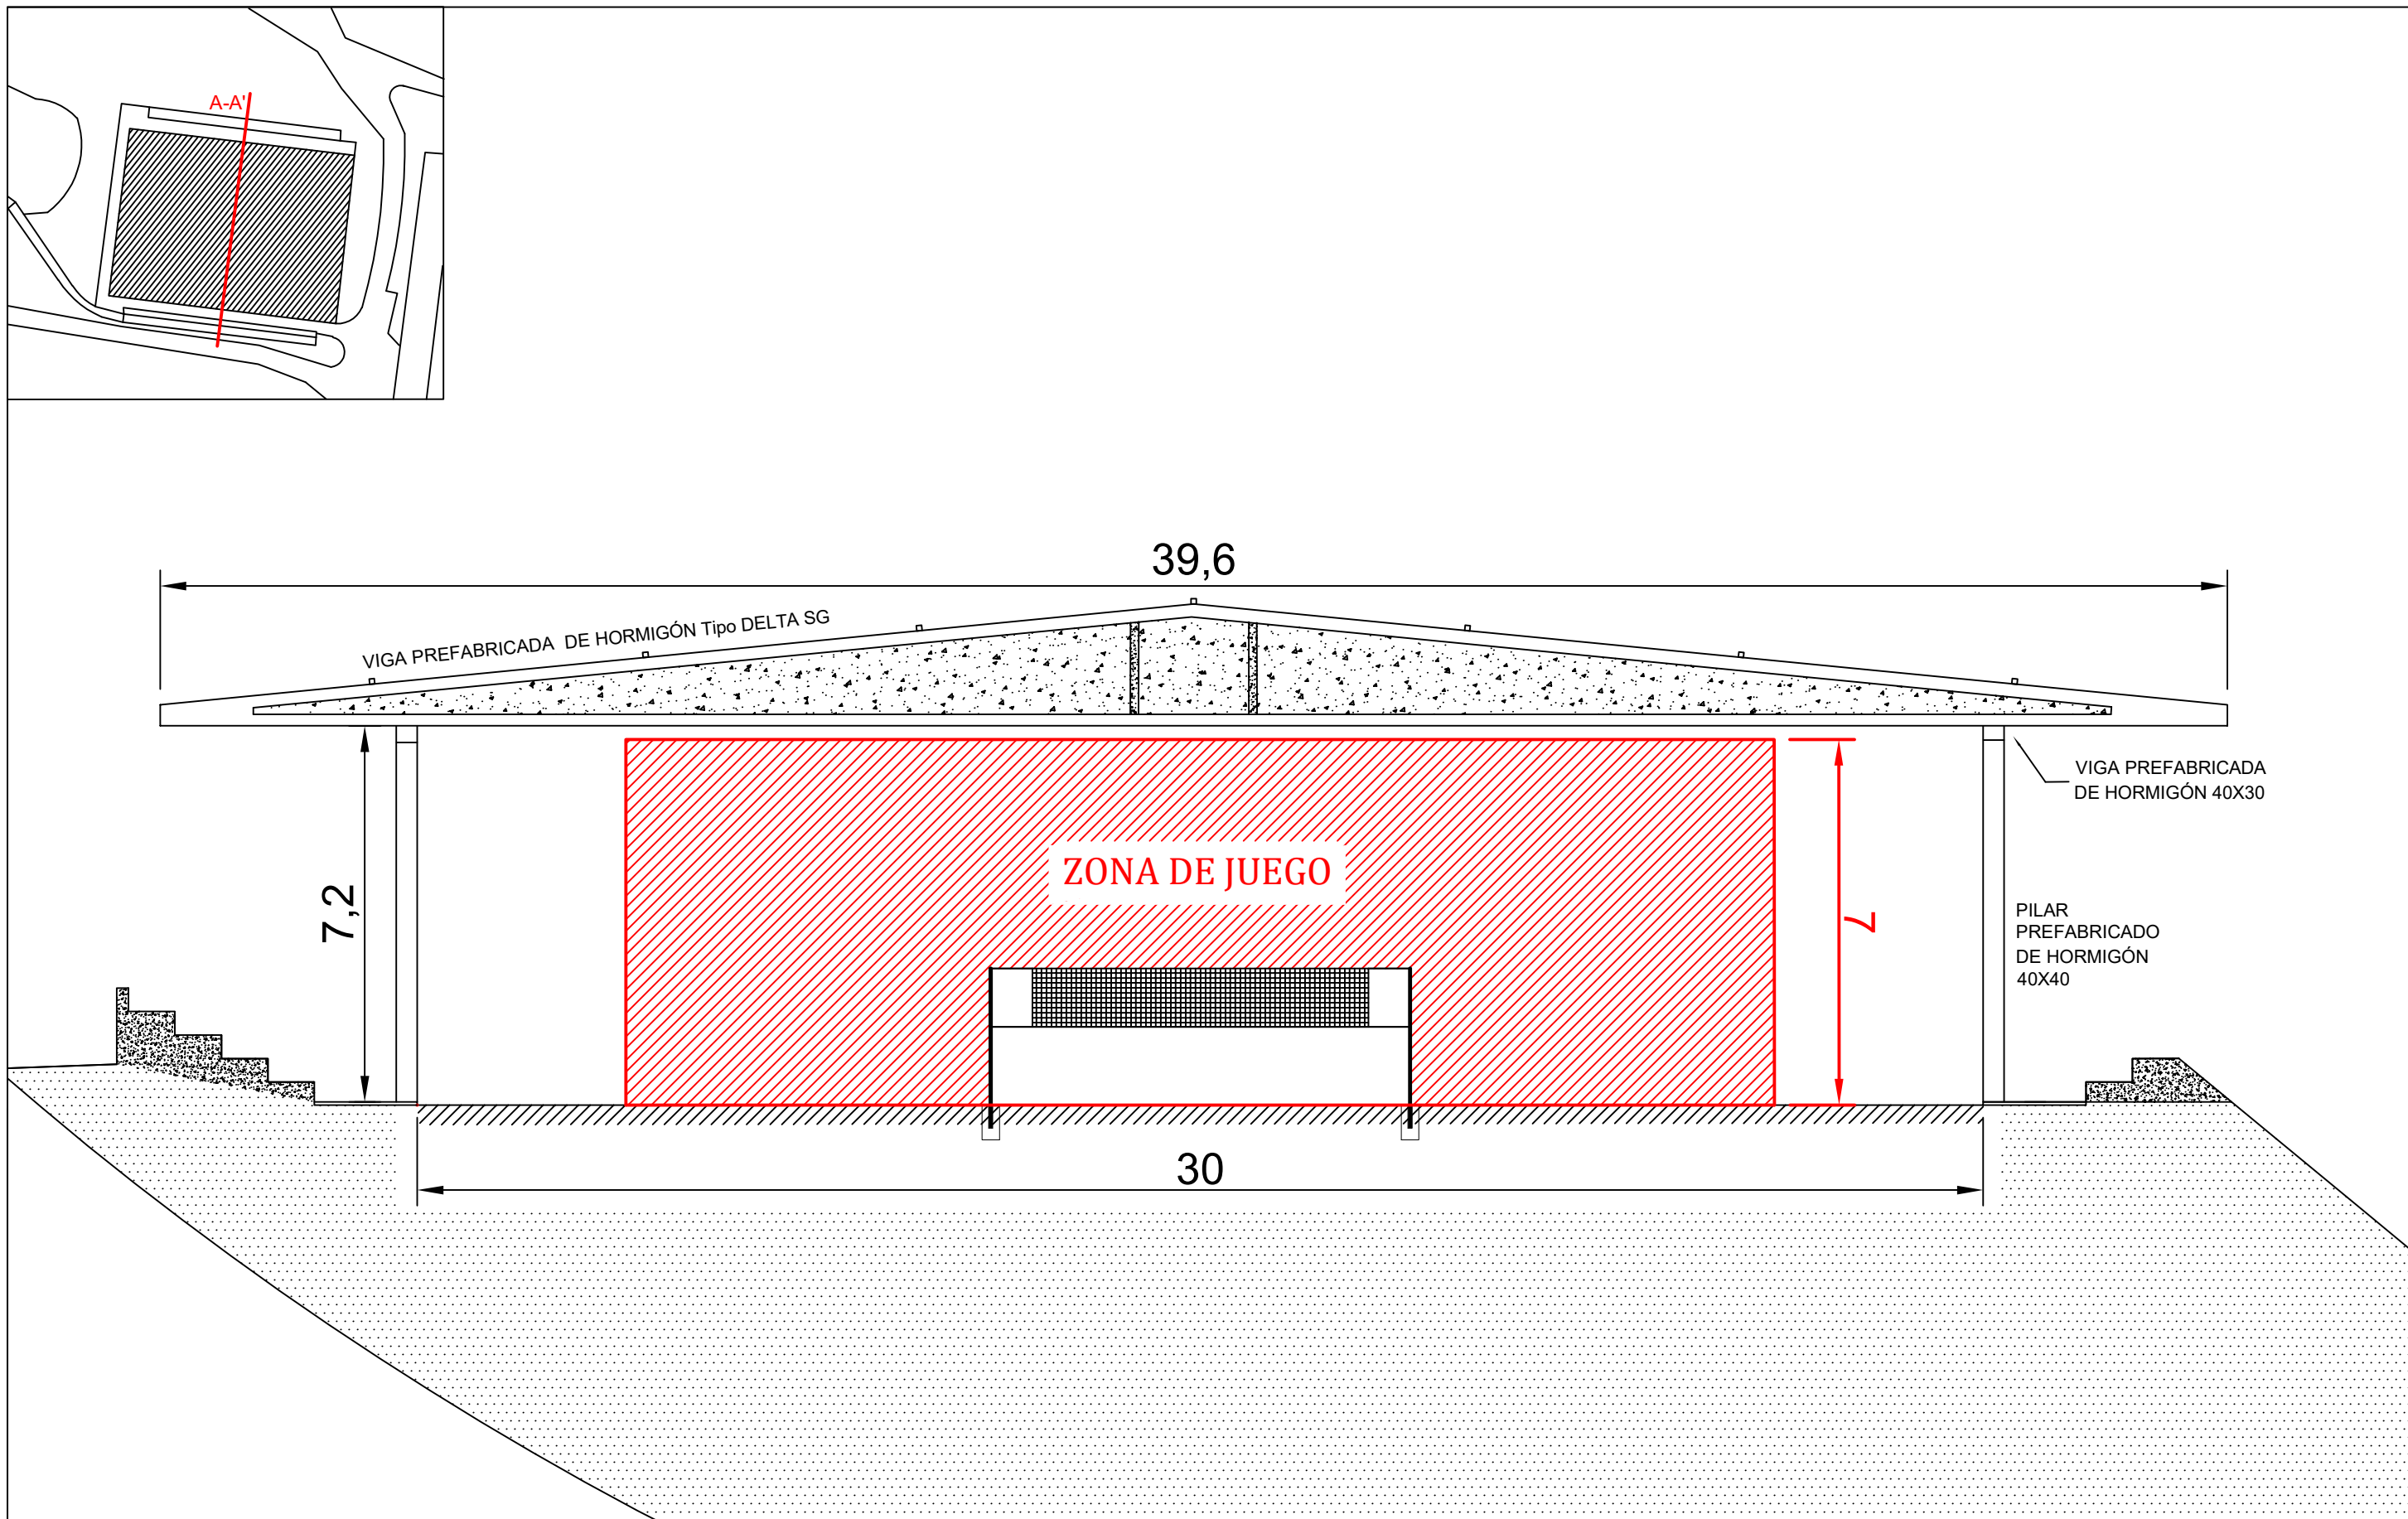 A-A'
39,6
VIGA PREFABRICADA DE HORMIGÓN Tipo DELTA SG
VIGA PREFABRICADA
DE HORMIGÓN 40X30
ZONA DE JUEGO
7,2
7
PILAR
PREFABRICADO
DE HORMIGÓN
40X40
30